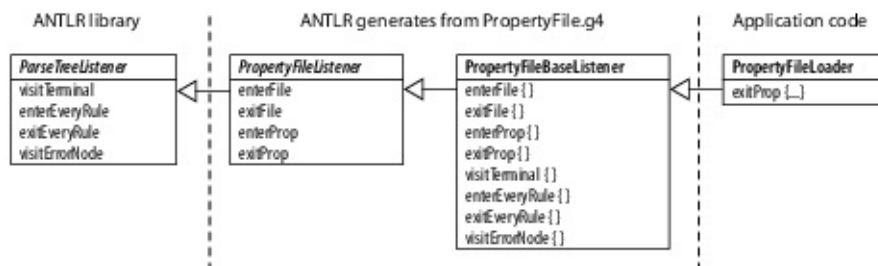 ANTLR library
ANTLR generates from PropertyFile.g4
Application code
ParseTreeListener
visitTerminal
enterEveryRule
exitEveryRule
visitErrorNode
PropertyFileListener
enterFile
exitFile
enterProp
exitProp
PropertyFileBaseListener
enterFile { }
exitFile { }
enterProp { }
exitProp { }
visitTerminal { }
enterEveryRule { }
exitEveryRule { }
visitErrorNode { }
PropertyFileLoader
exitProp {...}